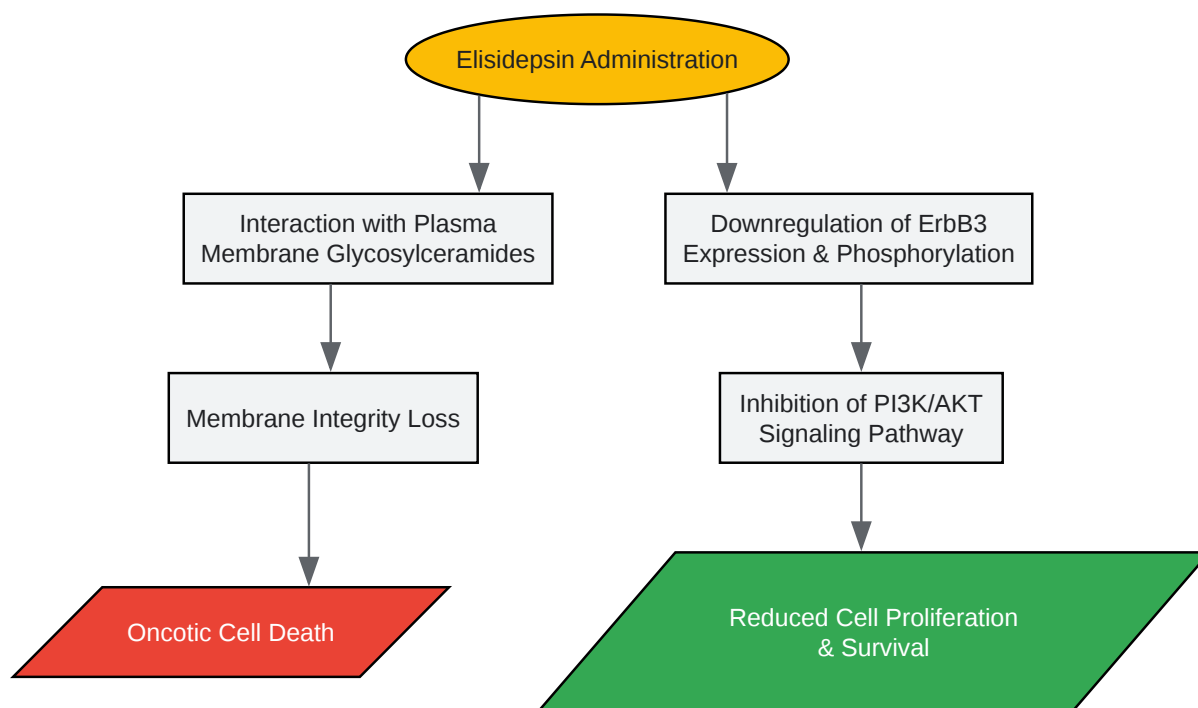 Elisidepsin Administration
Interaction with Plasma
Membrane Glycosylceramides
Downregulation of ErbB3
Expression & Phosphorylation
Membrane Integrity Loss
Inhibition of PI3K/AKT
Signaling Pathway
Oncotic Cell Death
Reduced Cell Proliferation
& Survival